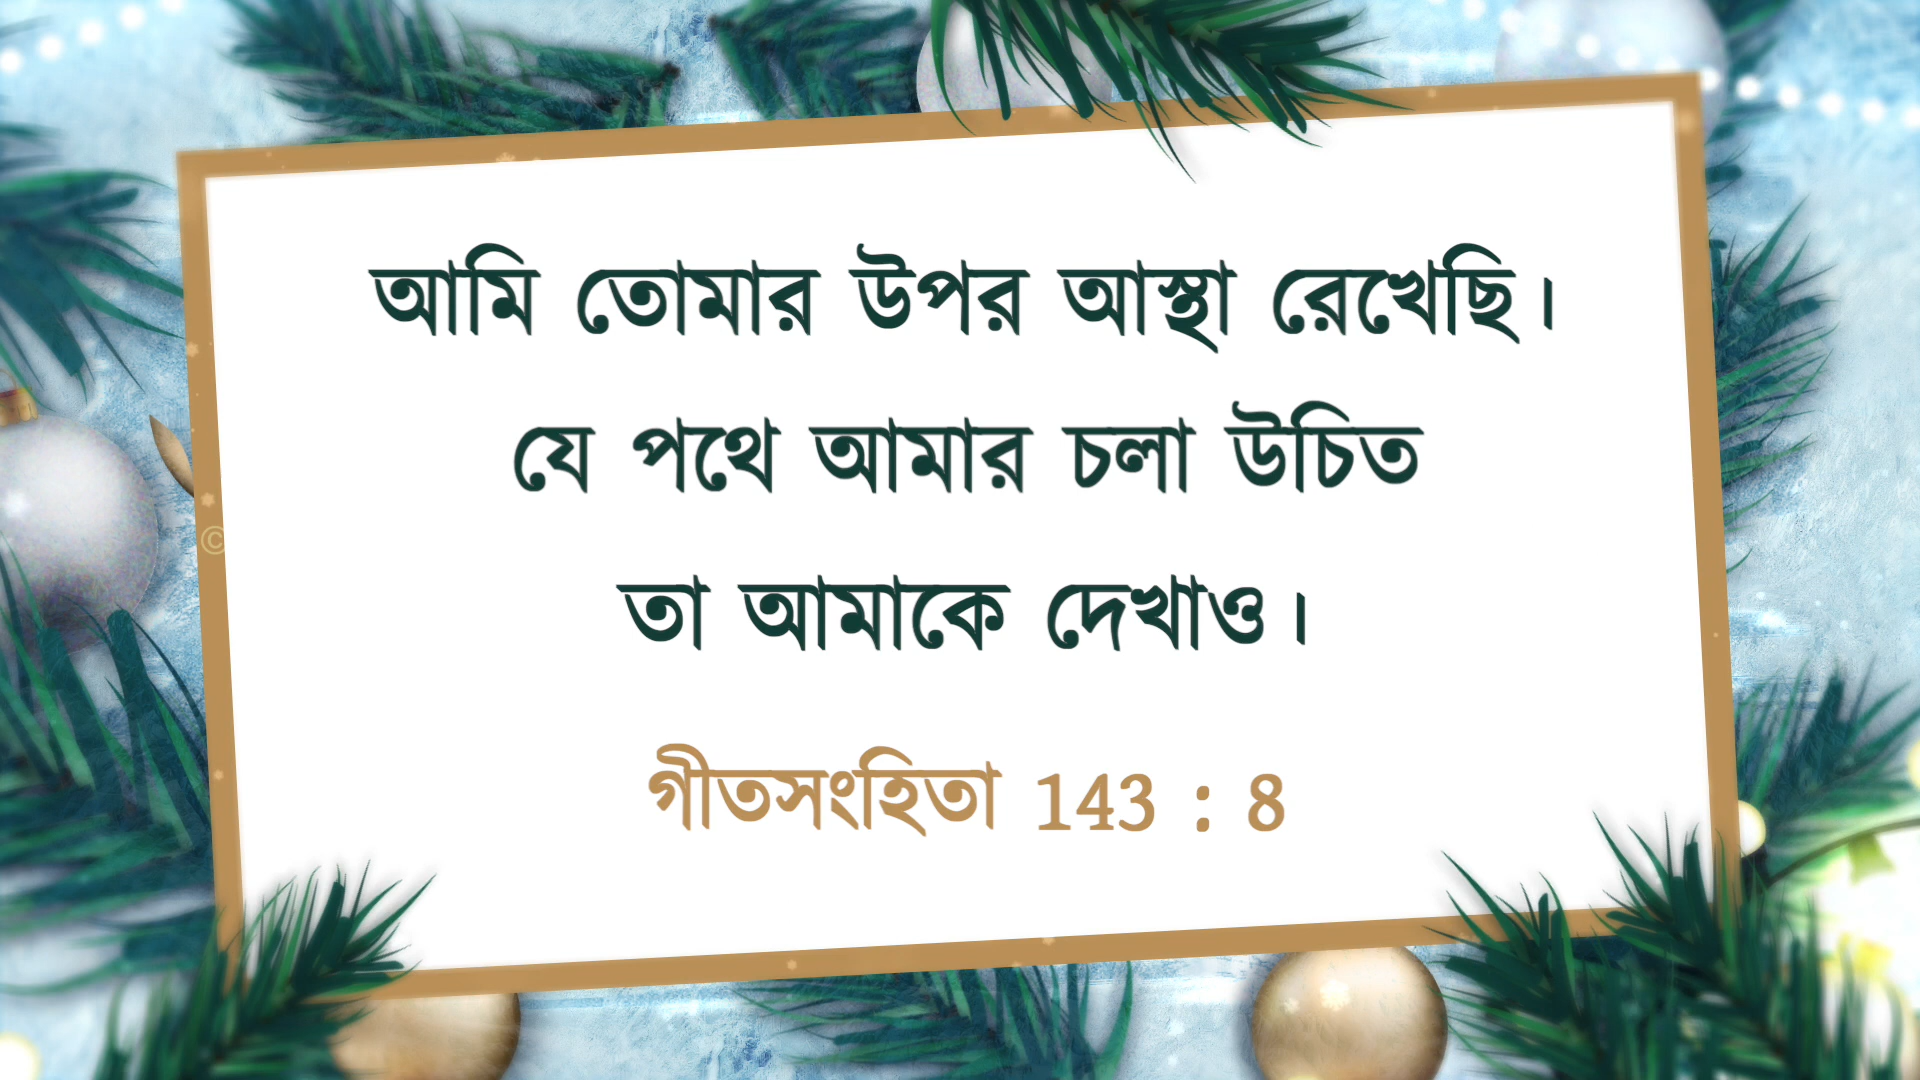 আমি তোমার উপর আস্থা রেখেছি।
যে পথে আমার চলা উচিত
তা আমাকে দেখাও।
গীতসংহিতা 143 : 8
©